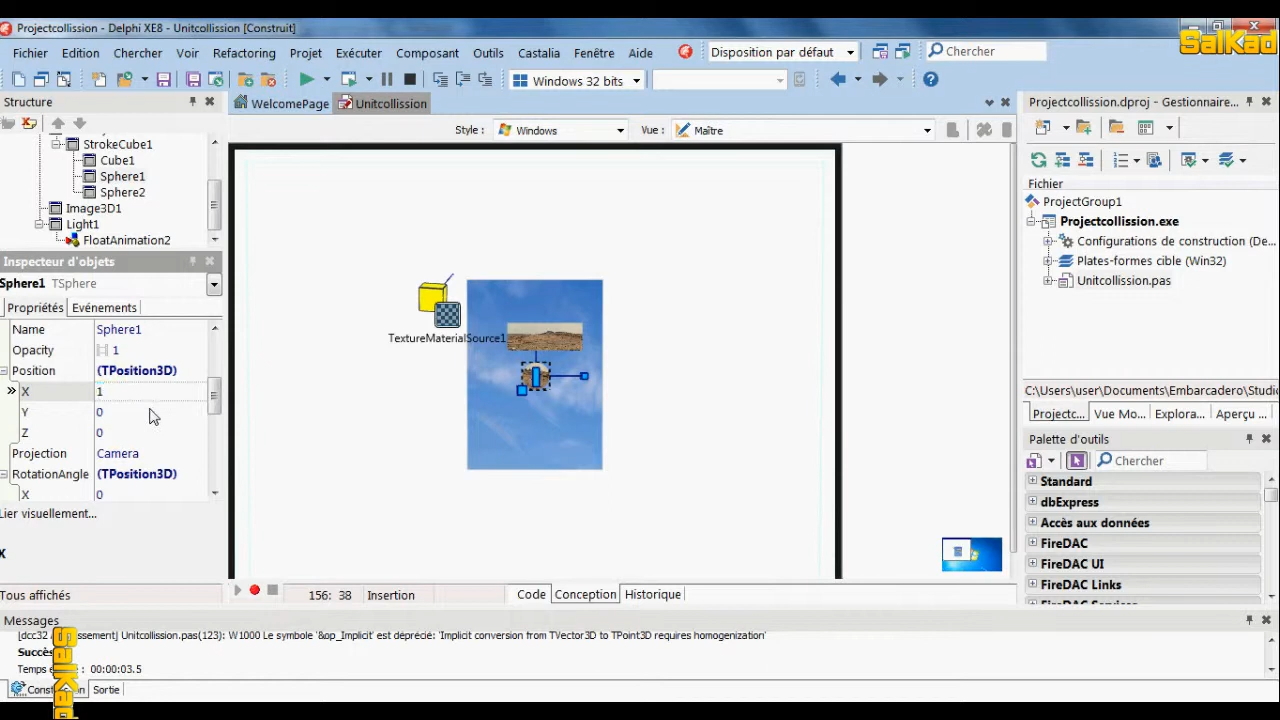 Projectcollission - Delphi XE8 - Unitcollission [Construit]
SalKad
Fichier Edition Chercher Voir Refactoring Projet Exécuter Composant Outils Castalia Fenêtre Aide Disposition par défaut Chercher
Windows 32 bits
Structure
WelcomePage Unitcollission
Projectcollission.dproj - Gestionnaire...
Style : Windows Vue : Maître
StrokeCube1
Cube1
Sphere1
Sphere2
Image3D1
Light1
FloatAnimation2
Fichier
ProjectGroup1
Projectcollission.exe
Configurations de construction (De...
Plates-formes cible (Win32)
Unitcollission.pas
Inspecteur d'objets
Sphere1 TSphere
Propriétés Evénements
Name Sphere1
Opacity 1
Position (TPosition3D)
X 1
Y 0
Z 0
Projection Camera
RotationAngle (TPosition3D)
X 0
TextureMaterialSource1
C:\Users\user\Documents\Embarcadero\Studio
Projectc... Vue Mo... Explora... Aperçu ...
Palette d'outils
Chercher
Standard
dbExpress
Accès aux données
FireDAC
FireDAC UI
FireDAC Links
Lier visuellement...
X
Tous affichés
156: 38 Insertion Code Conception Historique
Messages
Unitcollission.pas(123): W1000 Le symbole '&op_Implicit' est déprécié: 'Implicit conversion from TVector3D to TPoint3D requires homogenization'
00:00:03.5
Sortie
SalKad